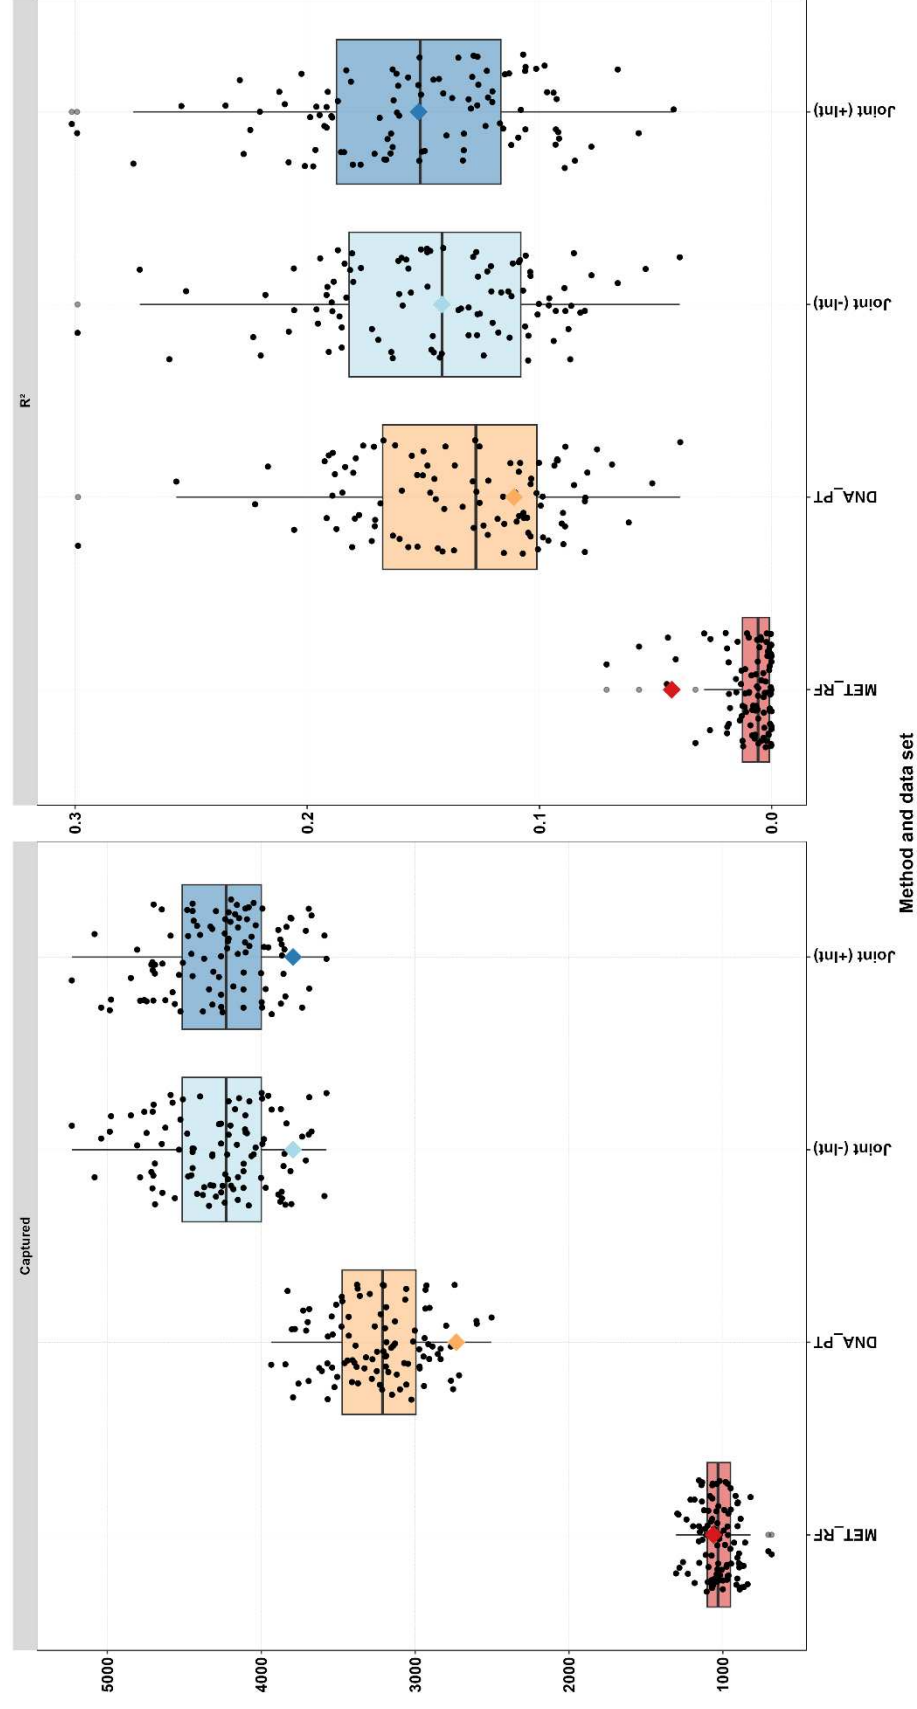 Captured
R²
5000
4000
3000
2000
1000
0.3
0.2
0.1
0.0
MET_RF
DNA_PT
Joint (-Int)
Joint (+Int)
MET_RF
DNA_PT
Joint (-Int)
Joint (+Int)
Method and data set